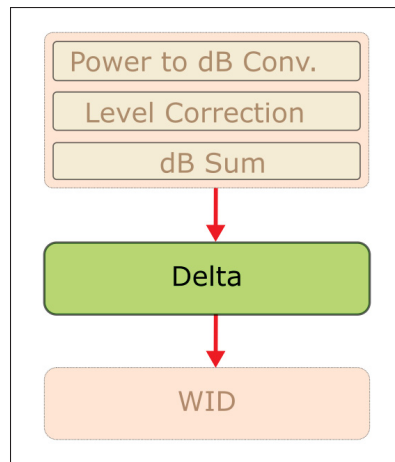 Power to dB Conv.
Level Correction
dB Sum
Delta
WID